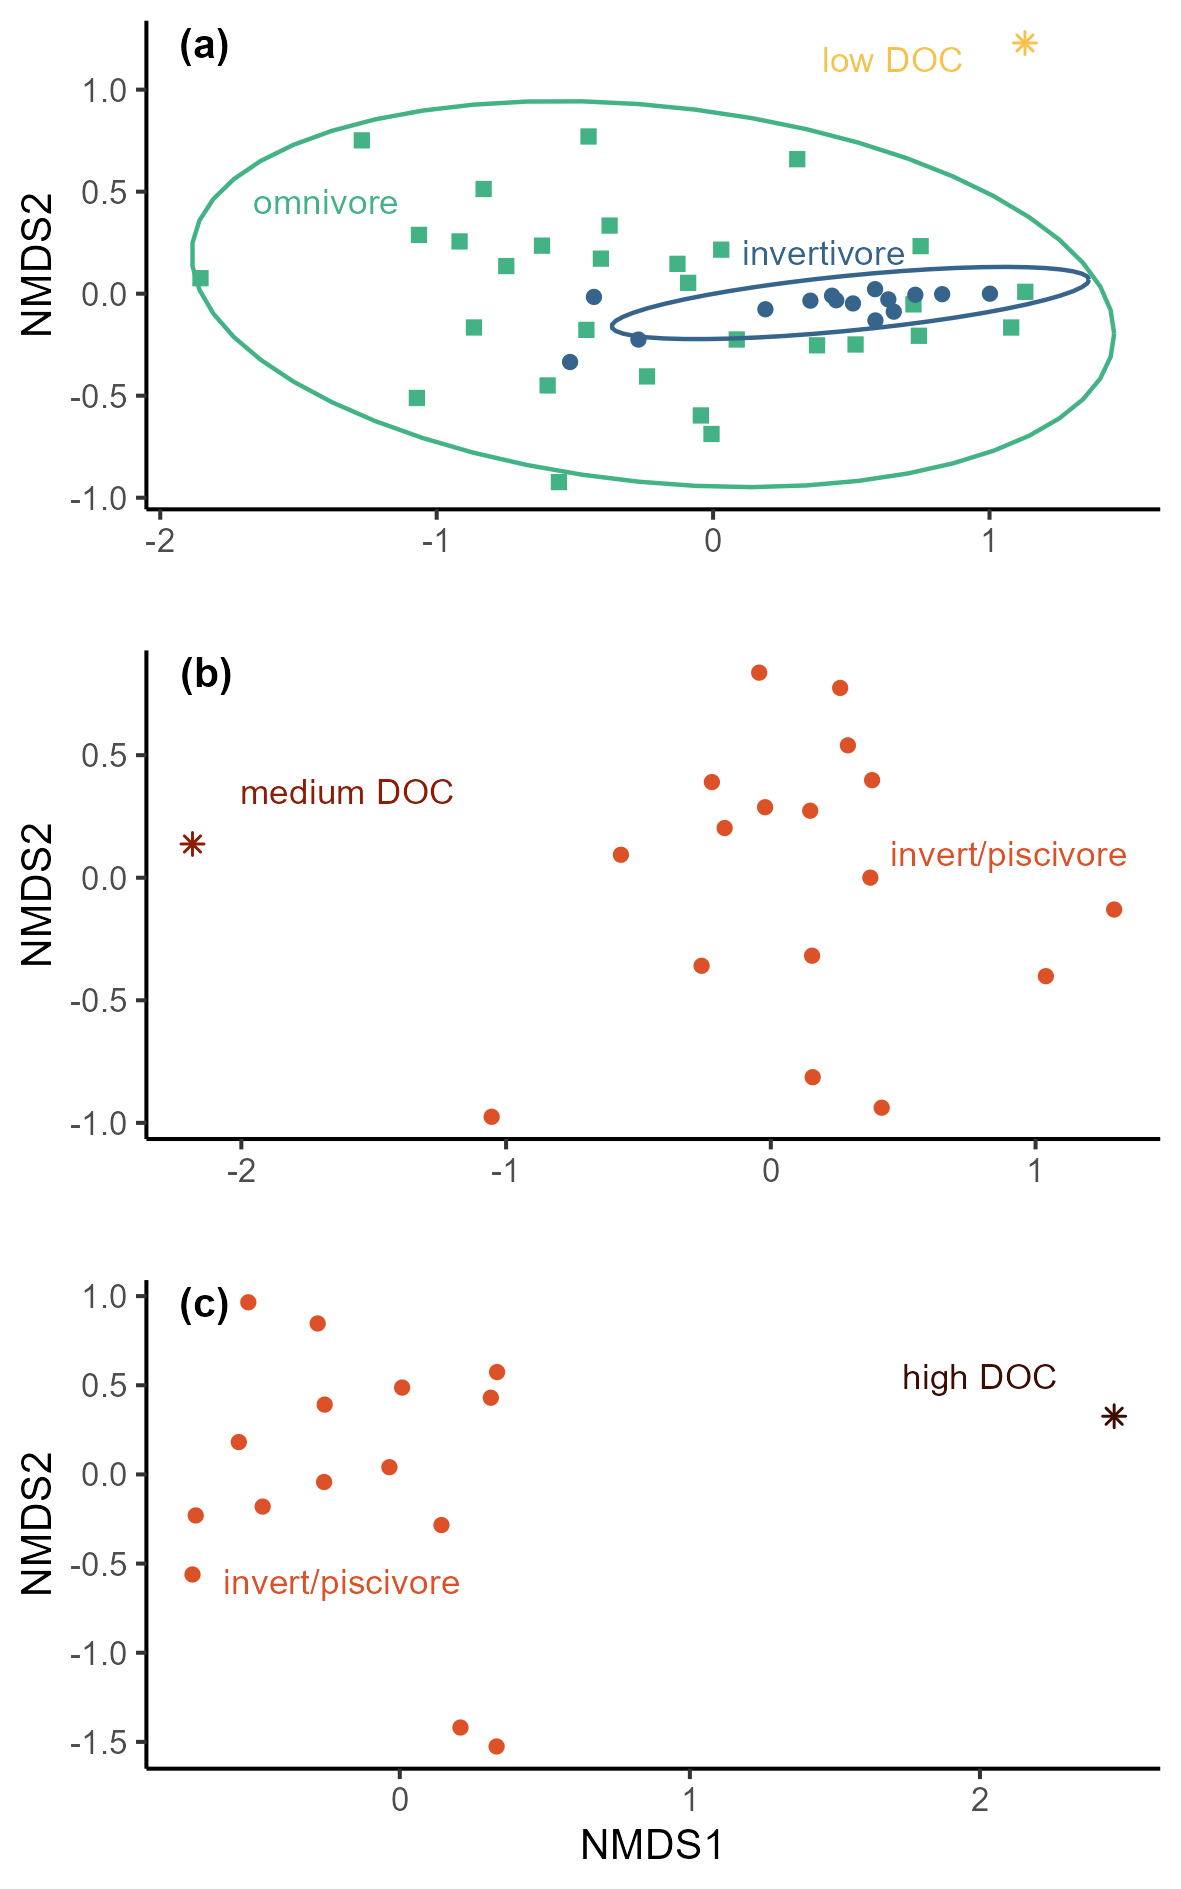 (a)
low DOC
1.0
0.5
omnivore
invertivore
NMDS2
0.0
-0.5
-1.0
-2 -1 0 1
(b)
0.5
medium DOC
invert/piscivore
NMDS2
0.0
-0.5
-1.0
-2 -1 0 1
(c)
1.0
high DOC
0.5
NMDS2
0.0
-0.5
invert/piscivore
-1.0
-1.5
0 1 2
NMDS1